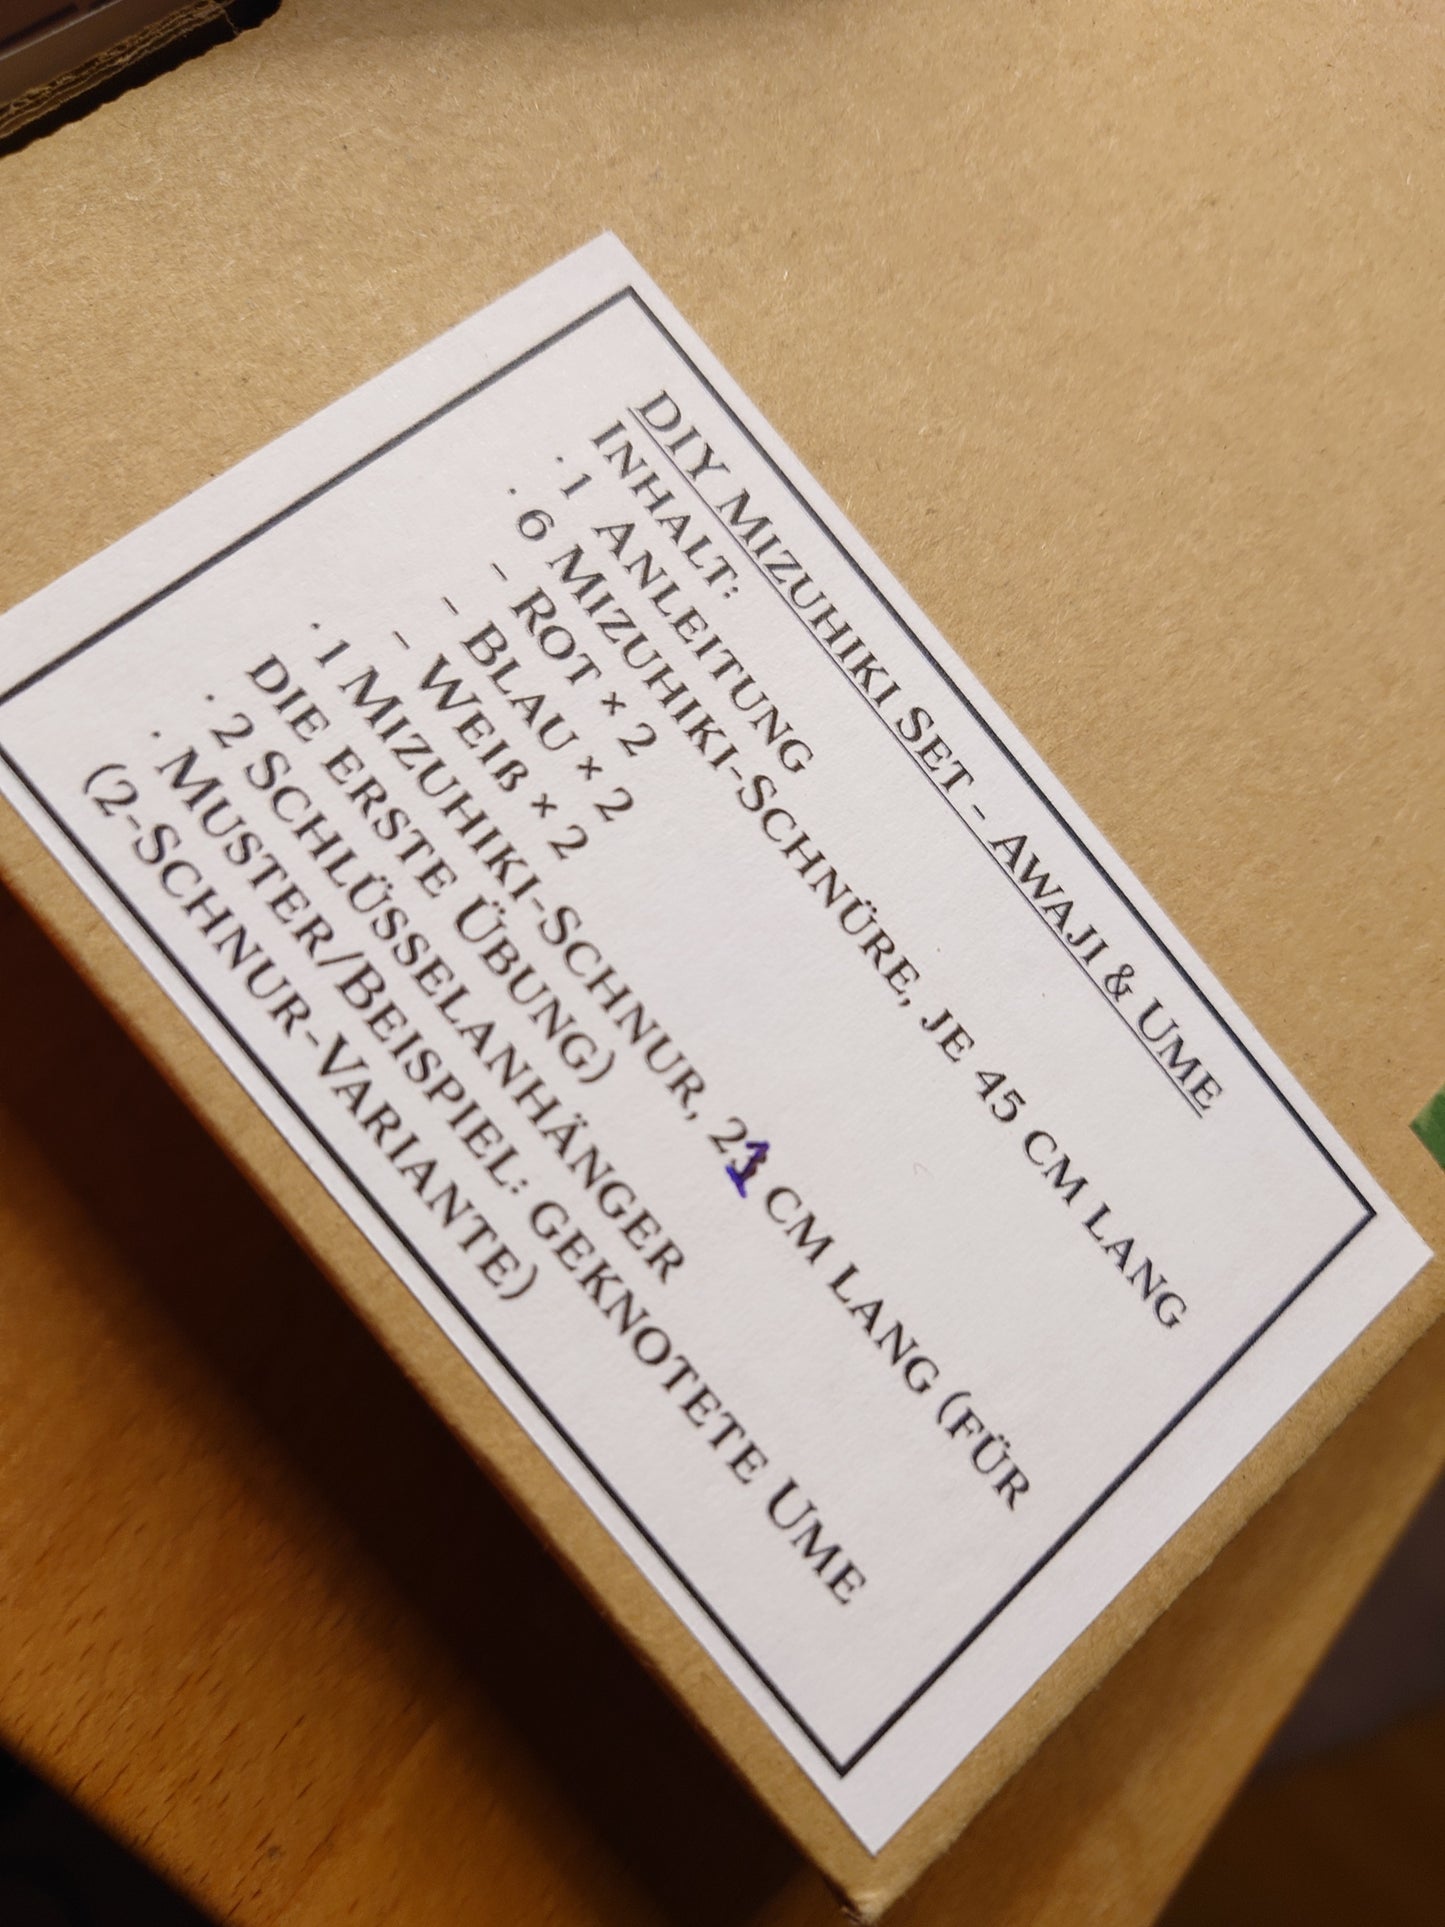 DIY Mizuhiki Set - Awaji & Ume
Inhalt:
· 1 Anleitung
· 6 Mizuhiki-Schnüre, je 45 cm lang
- Rot × 2
- Blau × 2
- Weiß × 2
· 1 Mizuhiki-Schnur, 21 cm lang (für
die erste Übung)
· 2 Schlüsselanhänger
· Muster/Beispiel: geknotete Ume
(2-Schnur-Variante)